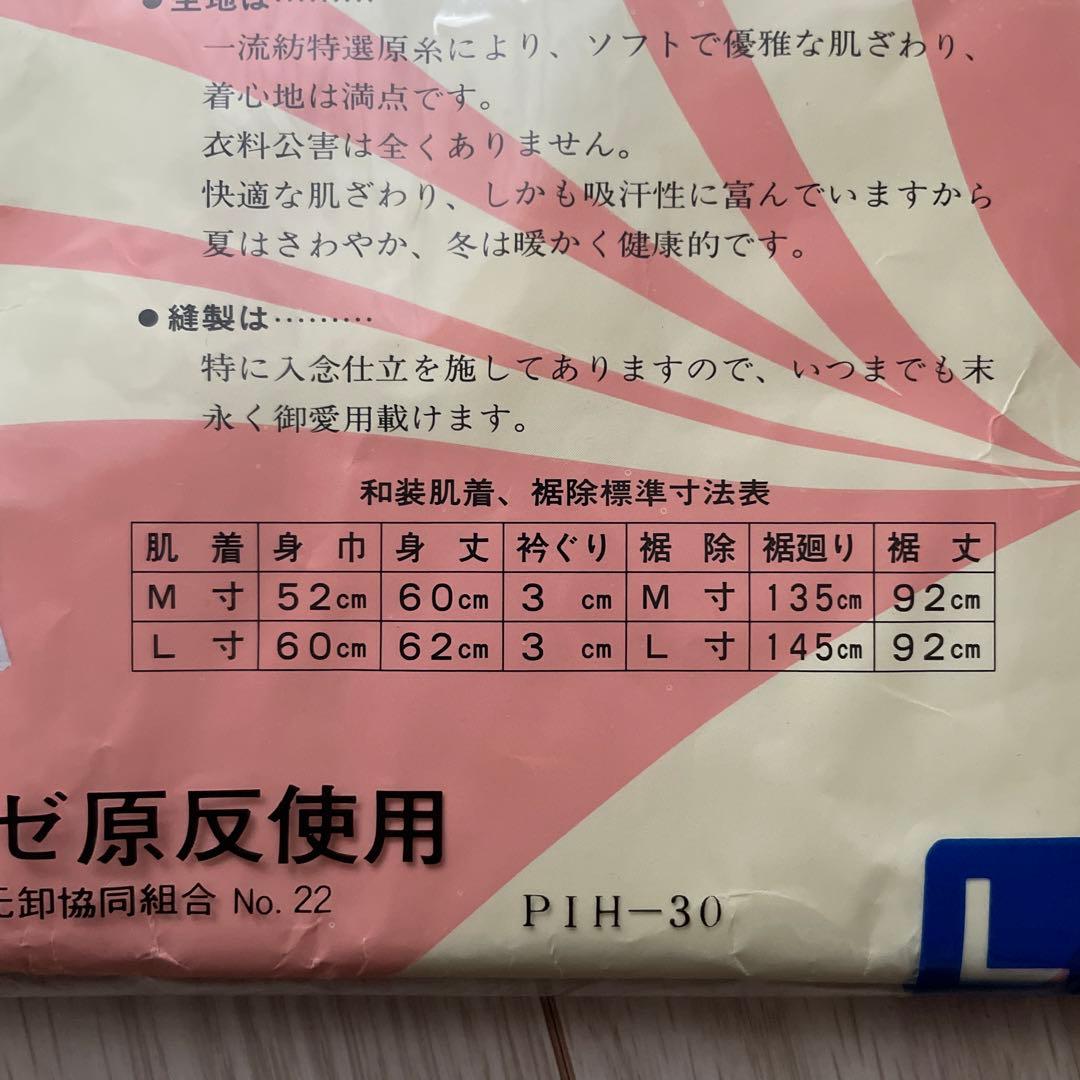 ●生地は………
一流紡特選原糸により、ソフトで優雅な肌ざわり、
着心地は満点です。
衣料公害は全くありません。
快適な肌ざわり、しかも吸汗性に富んでいますから
夏はさわやか、冬は暖かく健康的です。
●縫製は………
特に入念仕立を施してありますので、いつまでも末
永く御愛用載けます。
和装肌着、裾除標準寸法表
肌着 身巾 身丈 衿ぐり 裾除 裾廻り 裾丈
M寸 52cm 60cm 3cm M寸 135cm 92cm
L寸 60cm 62cm 3cm L寸 145cm 92cm
ゼ原反使用
元卸協同組合 No.22
PIH-30
L